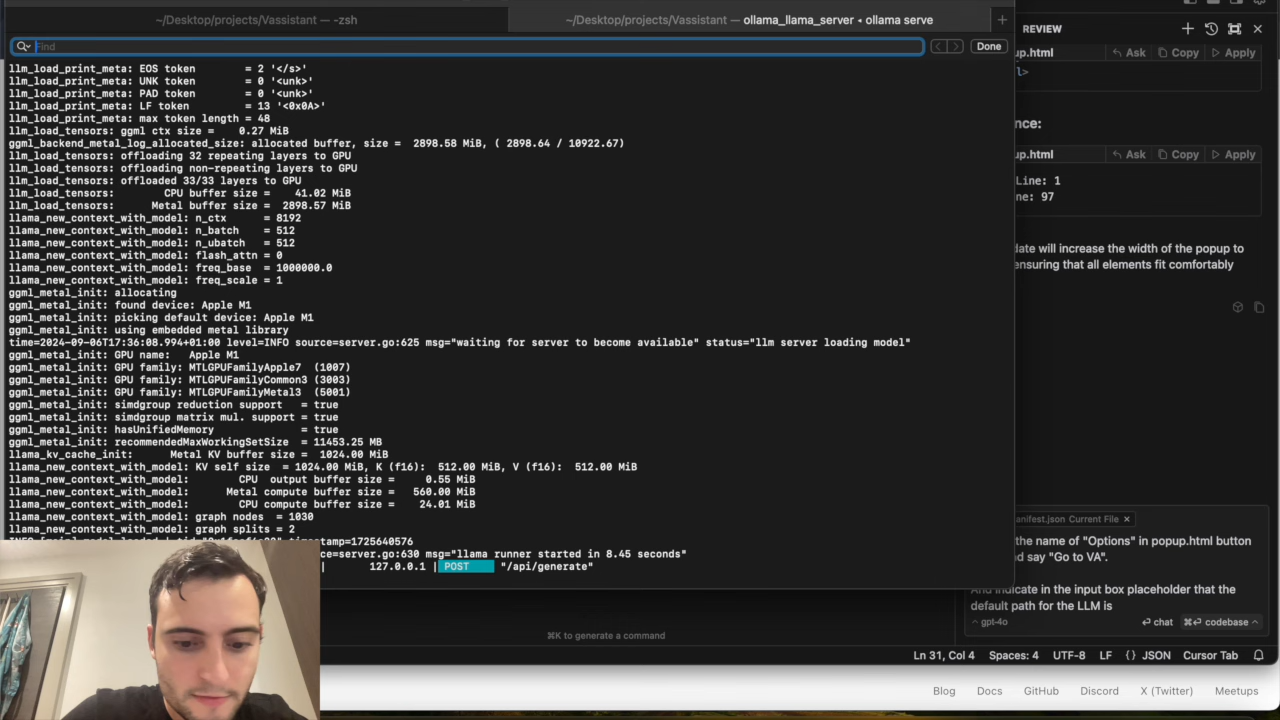 ~/Desktop/projects/Vassistant — -zsh
~/Desktop/projects/Vassistant — ollama_llama_server ◂ ollama serve
Find
Done
llm_load_print_meta: EOS token = 2 '</s>'
llm_load_print_meta: UNK token = 0 '<unk>'
llm_load_print_meta: PAD token = 0 '<unk>'
llm_load_print_meta: LF token = 13 '<0x0A>'
llm_load_print_meta: max token length = 48
llm_load_tensors: ggml ctx size = 0.27 MiB
ggml_backend_metal_log_allocated_size: allocated buffer, size = 2898.58 MiB, ( 2898.64 / 10922.67)
llm_load_tensors: offloading 32 repeating layers to GPU
llm_load_tensors: offloading non-repeating layers to GPU
llm_load_tensors: offloaded 33/33 layers to GPU
llm_load_tensors: CPU buffer size = 41.02 MiB
llm_load_tensors: Metal buffer size = 2898.57 MiB
llama_new_context_with_model: n_ctx = 8192
llama_new_context_with_model: n_batch = 512
llama_new_context_with_model: n_ubatch = 512
llama_new_context_with_model: flash_attn = 0
llama_new_context_with_model: freq_base = 1000000.0
llama_new_context_with_model: freq_scale = 1
ggml_metal_init: allocating
ggml_metal_init: found device: Apple M1
ggml_metal_init: picking default device: Apple M1
ggml_metal_init: using embedded metal library
time=2024-09-06T17:36:08.994+01:00 level=INFO source=server.go:625 msg="waiting for server to become available" status="llm server loading model"
ggml_metal_init: GPU name: Apple M1
ggml_metal_init: GPU family: MTLGPUFamilyApple7 (1007)
ggml_metal_init: GPU family: MTLGPUFamilyCommon3 (3003)
ggml_metal_init: GPU family: MTLGPUFamilyMetal3 (5001)
ggml_metal_init: simdgroup reduction support = true
ggml_metal_init: simdgroup matrix mul. support = true
ggml_metal_init: hasUnifiedMemory = true
ggml_metal_init: recommendedMaxWorkingSetSize = 11453.25 MB
llama_kv_cache_init: Metal KV buffer size = 1024.00 MiB
llama_new_context_with_model: KV self size = 1024.00 MiB, K (f16): 512.00 MiB, V (f16): 512.00 MiB
llama_new_context_with_model: CPU output buffer size = 0.55 MiB
llama_new_context_with_model: Metal compute buffer size = 560.00 MiB
llama_new_context_with_model: CPU compute buffer size = 24.01 MiB
llama_new_context_with_model: graph nodes = 1030
llama_new_context_with_model: graph splits = 2
timestamp=1725640576
ce=server.go:630 msg="llama runner started in 8.45 seconds"
| 127.0.0.1 | POST "/api/generate"
⌘K to generate a command
REVIEW
up.html Ask Copy Apply
l>
nce:
up.html Ask Copy Apply
Line: 1
ne: 97
date will increase the width of the popup to
ensuring that all elements fit comfortably
anifest.json Current File ×
the name of "Options" in popup.html button
nd say "Go to VA".
And indicate in the input box placeholder that the
default path for the LLM is
^ gpt-4o ↩ chat ⌘↩ codebase ^
Ln 31, Col 4 Spaces: 4 UTF-8 LF {} JSON Cursor Tab
Blog Docs GitHub Discord X (Twitter) Meetups